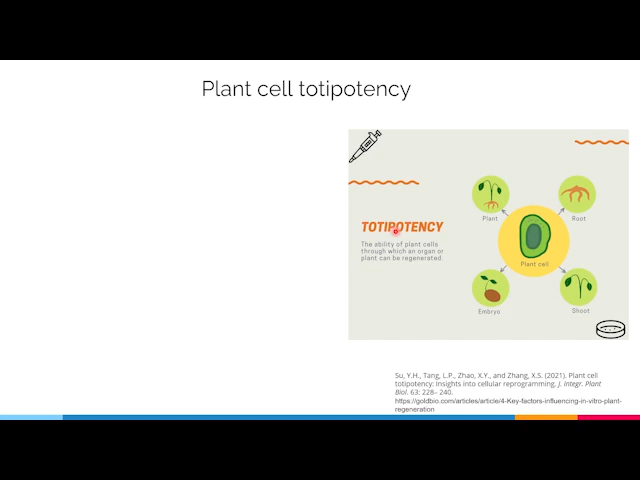 Plant cell totipotency
TOTIPOTENCY
The ability of plant cells
through which an organ or
plant can be regenerated.
Plant
Root
Plant cell
Embryo
Shoot
Su, Y.H., Tang, L.P., Zhao, X.Y., and Zhang, X.S. (2021). Plant cell
totipotency: Insights into cellular reprogramming. J. Integr. Plant
Biol. 63: 228– 240.
https://goldbio.com/articles/article/4-Key-factors-influencing-in-vitro-plant-
regeneration